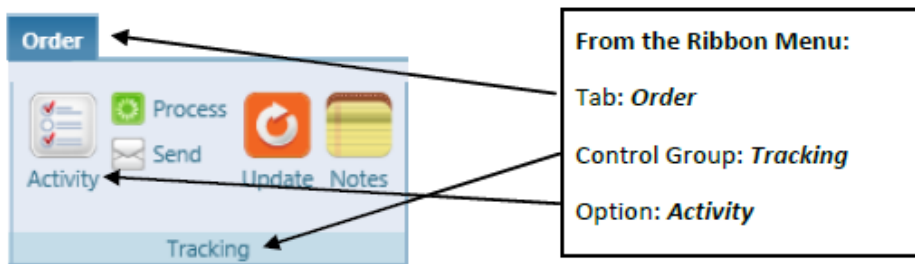 Order
Process
Send
Activity
Update
Notes
Tracking
From the Ribbon Menu:
Tab: Order
Control Group: Tracking
Option: Activity